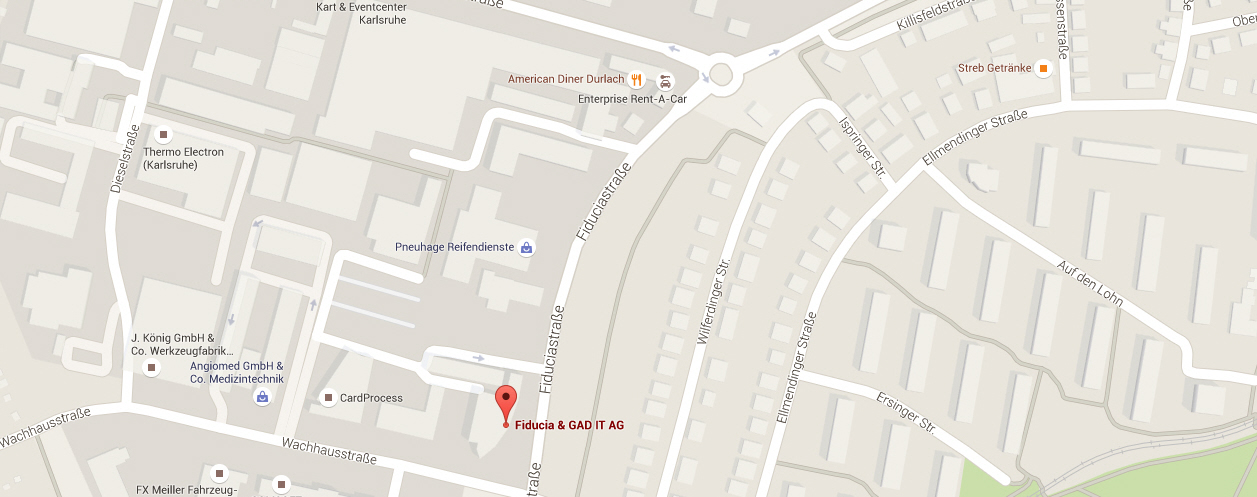 Kart & Eventcenter
Karlsruhe
Killisfeldstraße
American Diner Durlach
Enterprise Rent-A-Car
Streb Getränke
Thermo Electron
(Karlsruhe)
Dieselstraße
Fiduciastraße
Ispringer Str.
Ellmendinger Straße
Pneuhage Reifendienste
Wilferdinger Str.
Auf den Lohn
J. König GmbH &
Co. Werkzeugfabrik...
Angiomed GmbH &
Co. Medizintechnik
Fiduciastraße
Ellmendinger Straße
CardProcess
Ersinger Str.
Fiducia & GAD IT AG
Wachhausstraße
Wachhausstraße
FX Meiller Fahrzeug-